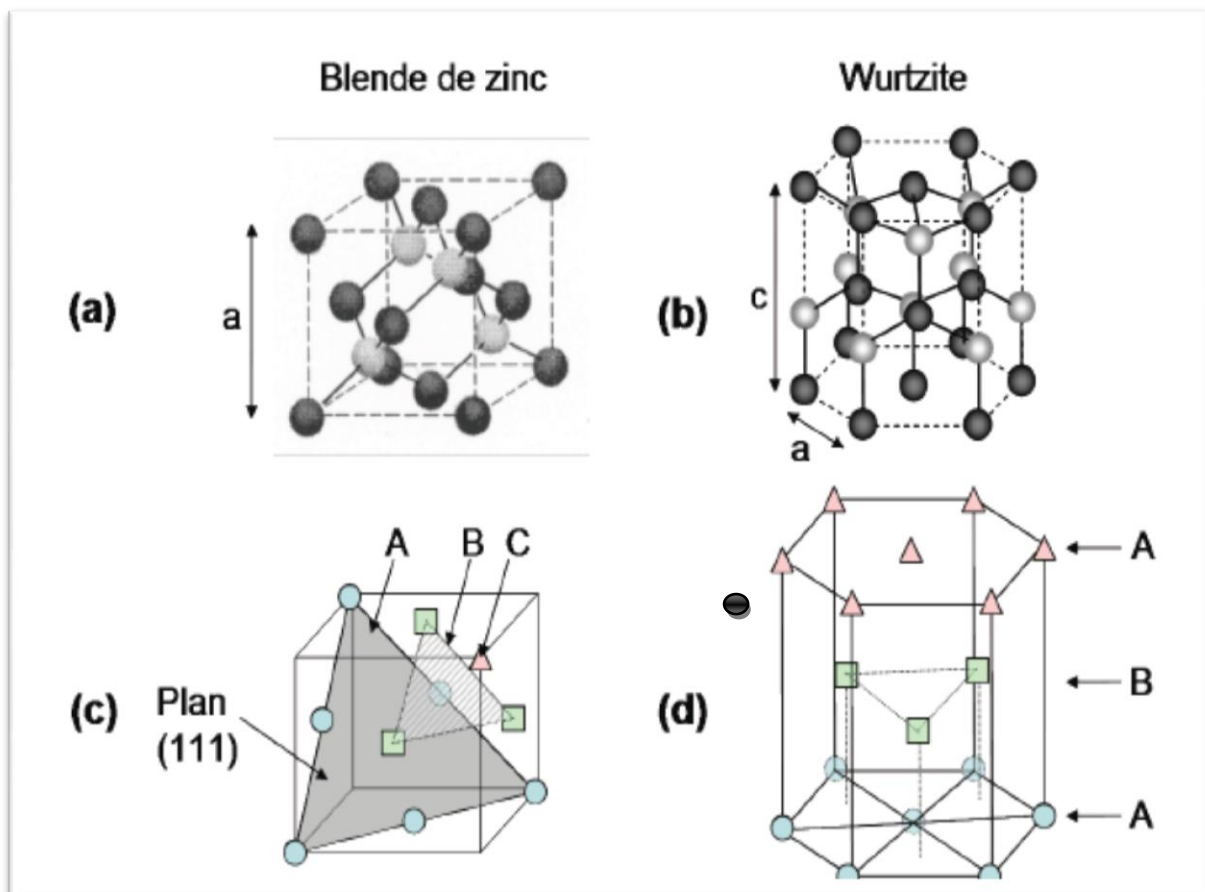 Blende de zinc
Wurtzite
(a)
a
(b)
c
a
A
B
C
Plan
(111)
(c)
(d)
A
B
A